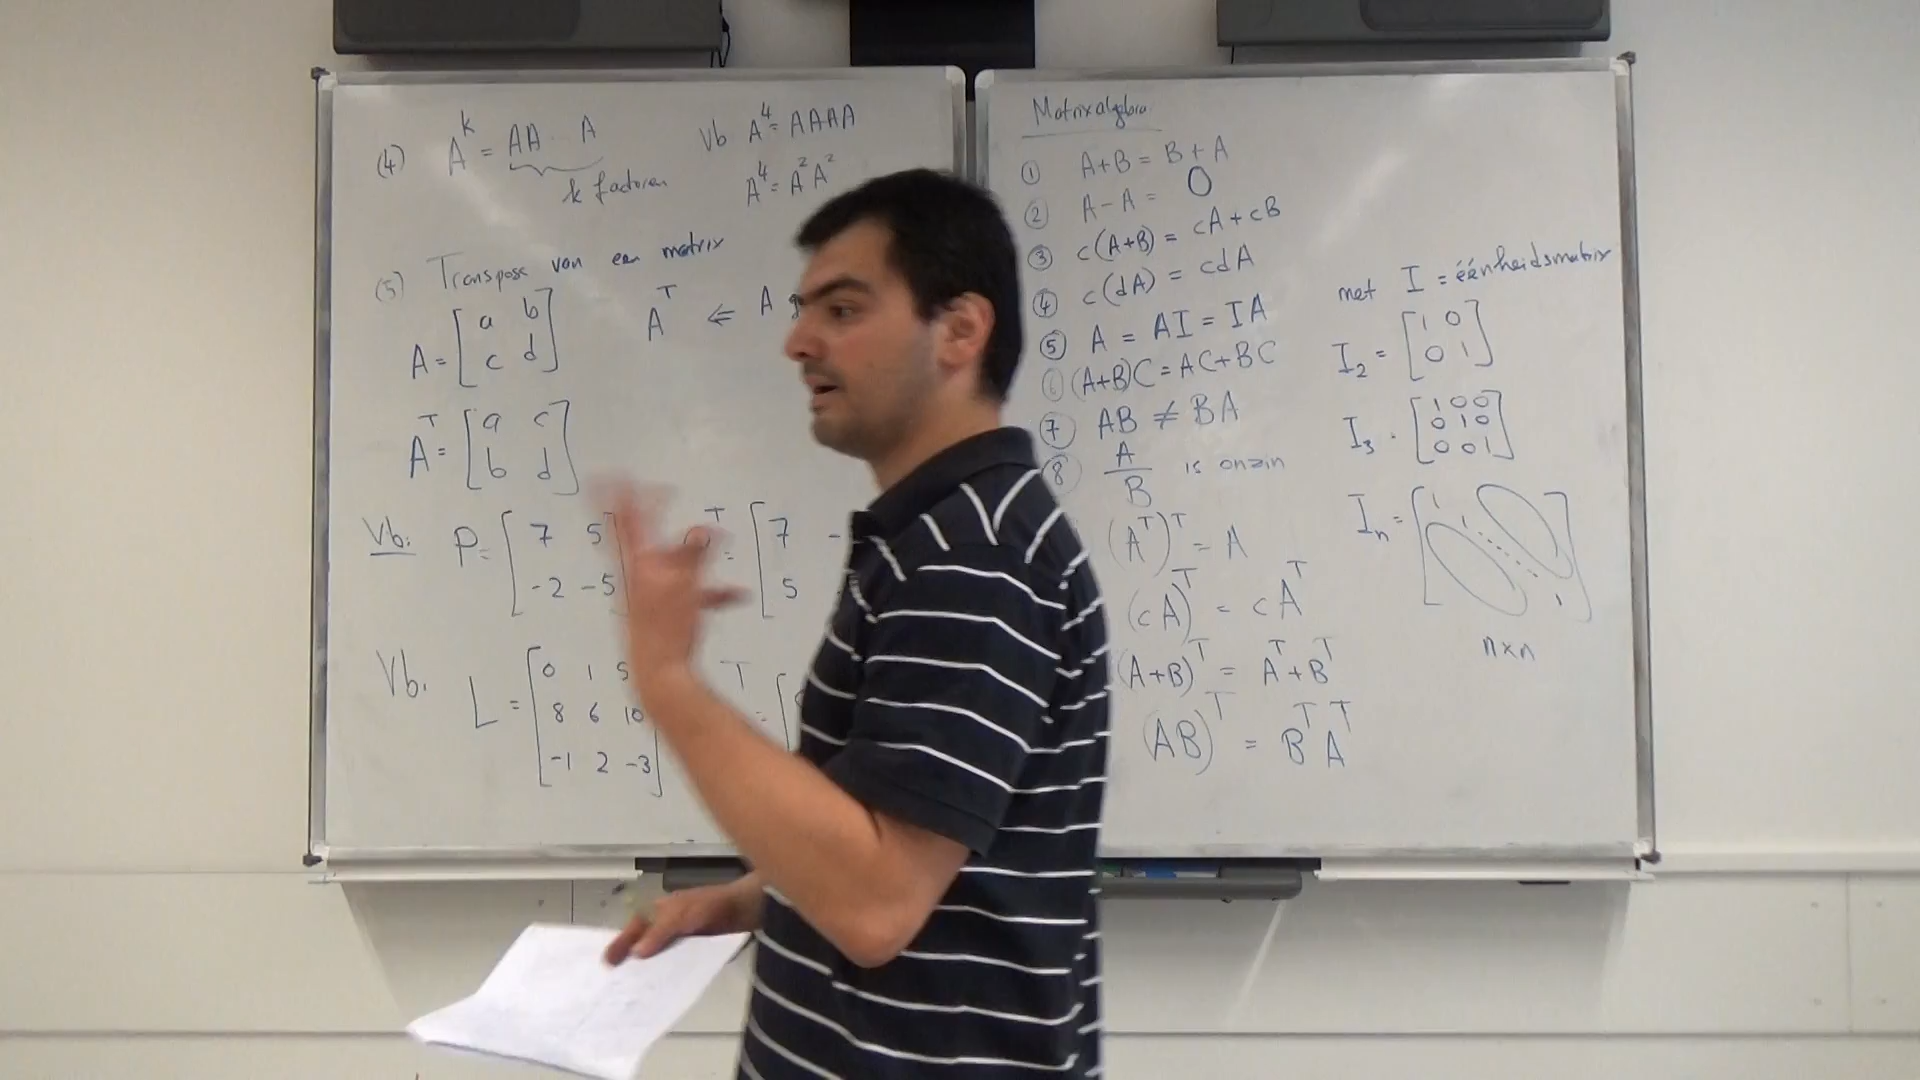 (4) A^k = AA...A
k factoren
Vb A^4 = AAAA
A^4 = A^2 A^2
(5) Transpose van een matrix
A = [a b
c d]
A^T ⇐ A
A^T = [a c
b d]
Vb: P = [7 5
-2 -5]
^T = [7 -
5
Vb. L = [0 1 5
8 6 10
-1 2 -3]
^T = [
Matrixalgebra
① A+B = B+A
② A-A = O
③ c(A+B) = cA+cB
④ c(dA) = cdA
⑤ A = AI = IA
⑥ (A+B)C = AC+BC
⑦ AB ≠ BA
⑧ A/B is onzin
(A^T)^T = A
(cA)^T = cA^T
(A+B)^T = A^T+B^T
(AB)^T = B^T A^T
met I = éénheidsmatrix
I_2 = [1 0
0 1]
I_3 = [1 0 0
0 1 0
0 0 1]
I_n = [1
1
1]
n×n